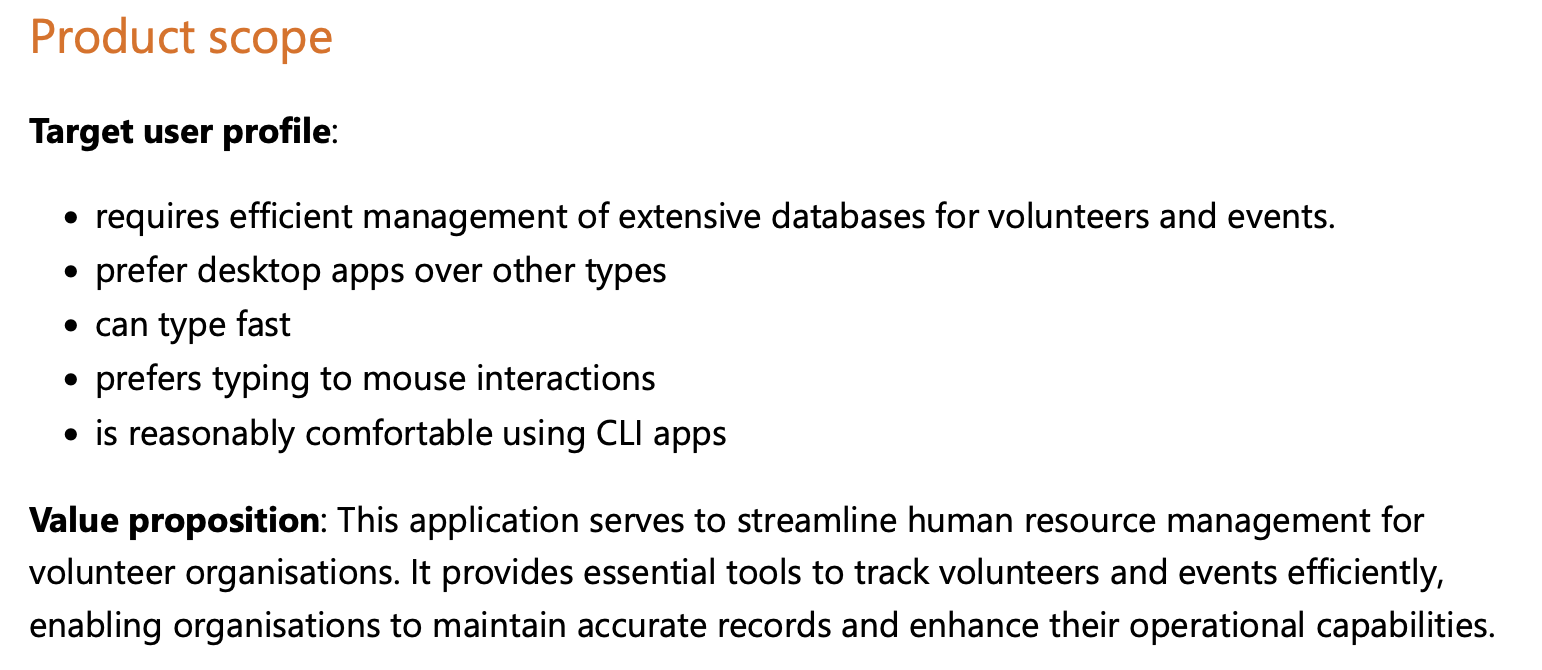 Product scope
Target user profile:
• requires efficient management of extensive databases for volunteers and events.
• prefer desktop apps over other types
• can type fast
• prefers typing to mouse interactions
• is reasonably comfortable using CLI apps
Value proposition: This application serves to streamline human resource management for
volunteer organisations. It provides essential tools to track volunteers and events efficiently,
enabling organisations to maintain accurate records and enhance their operational capabilities.